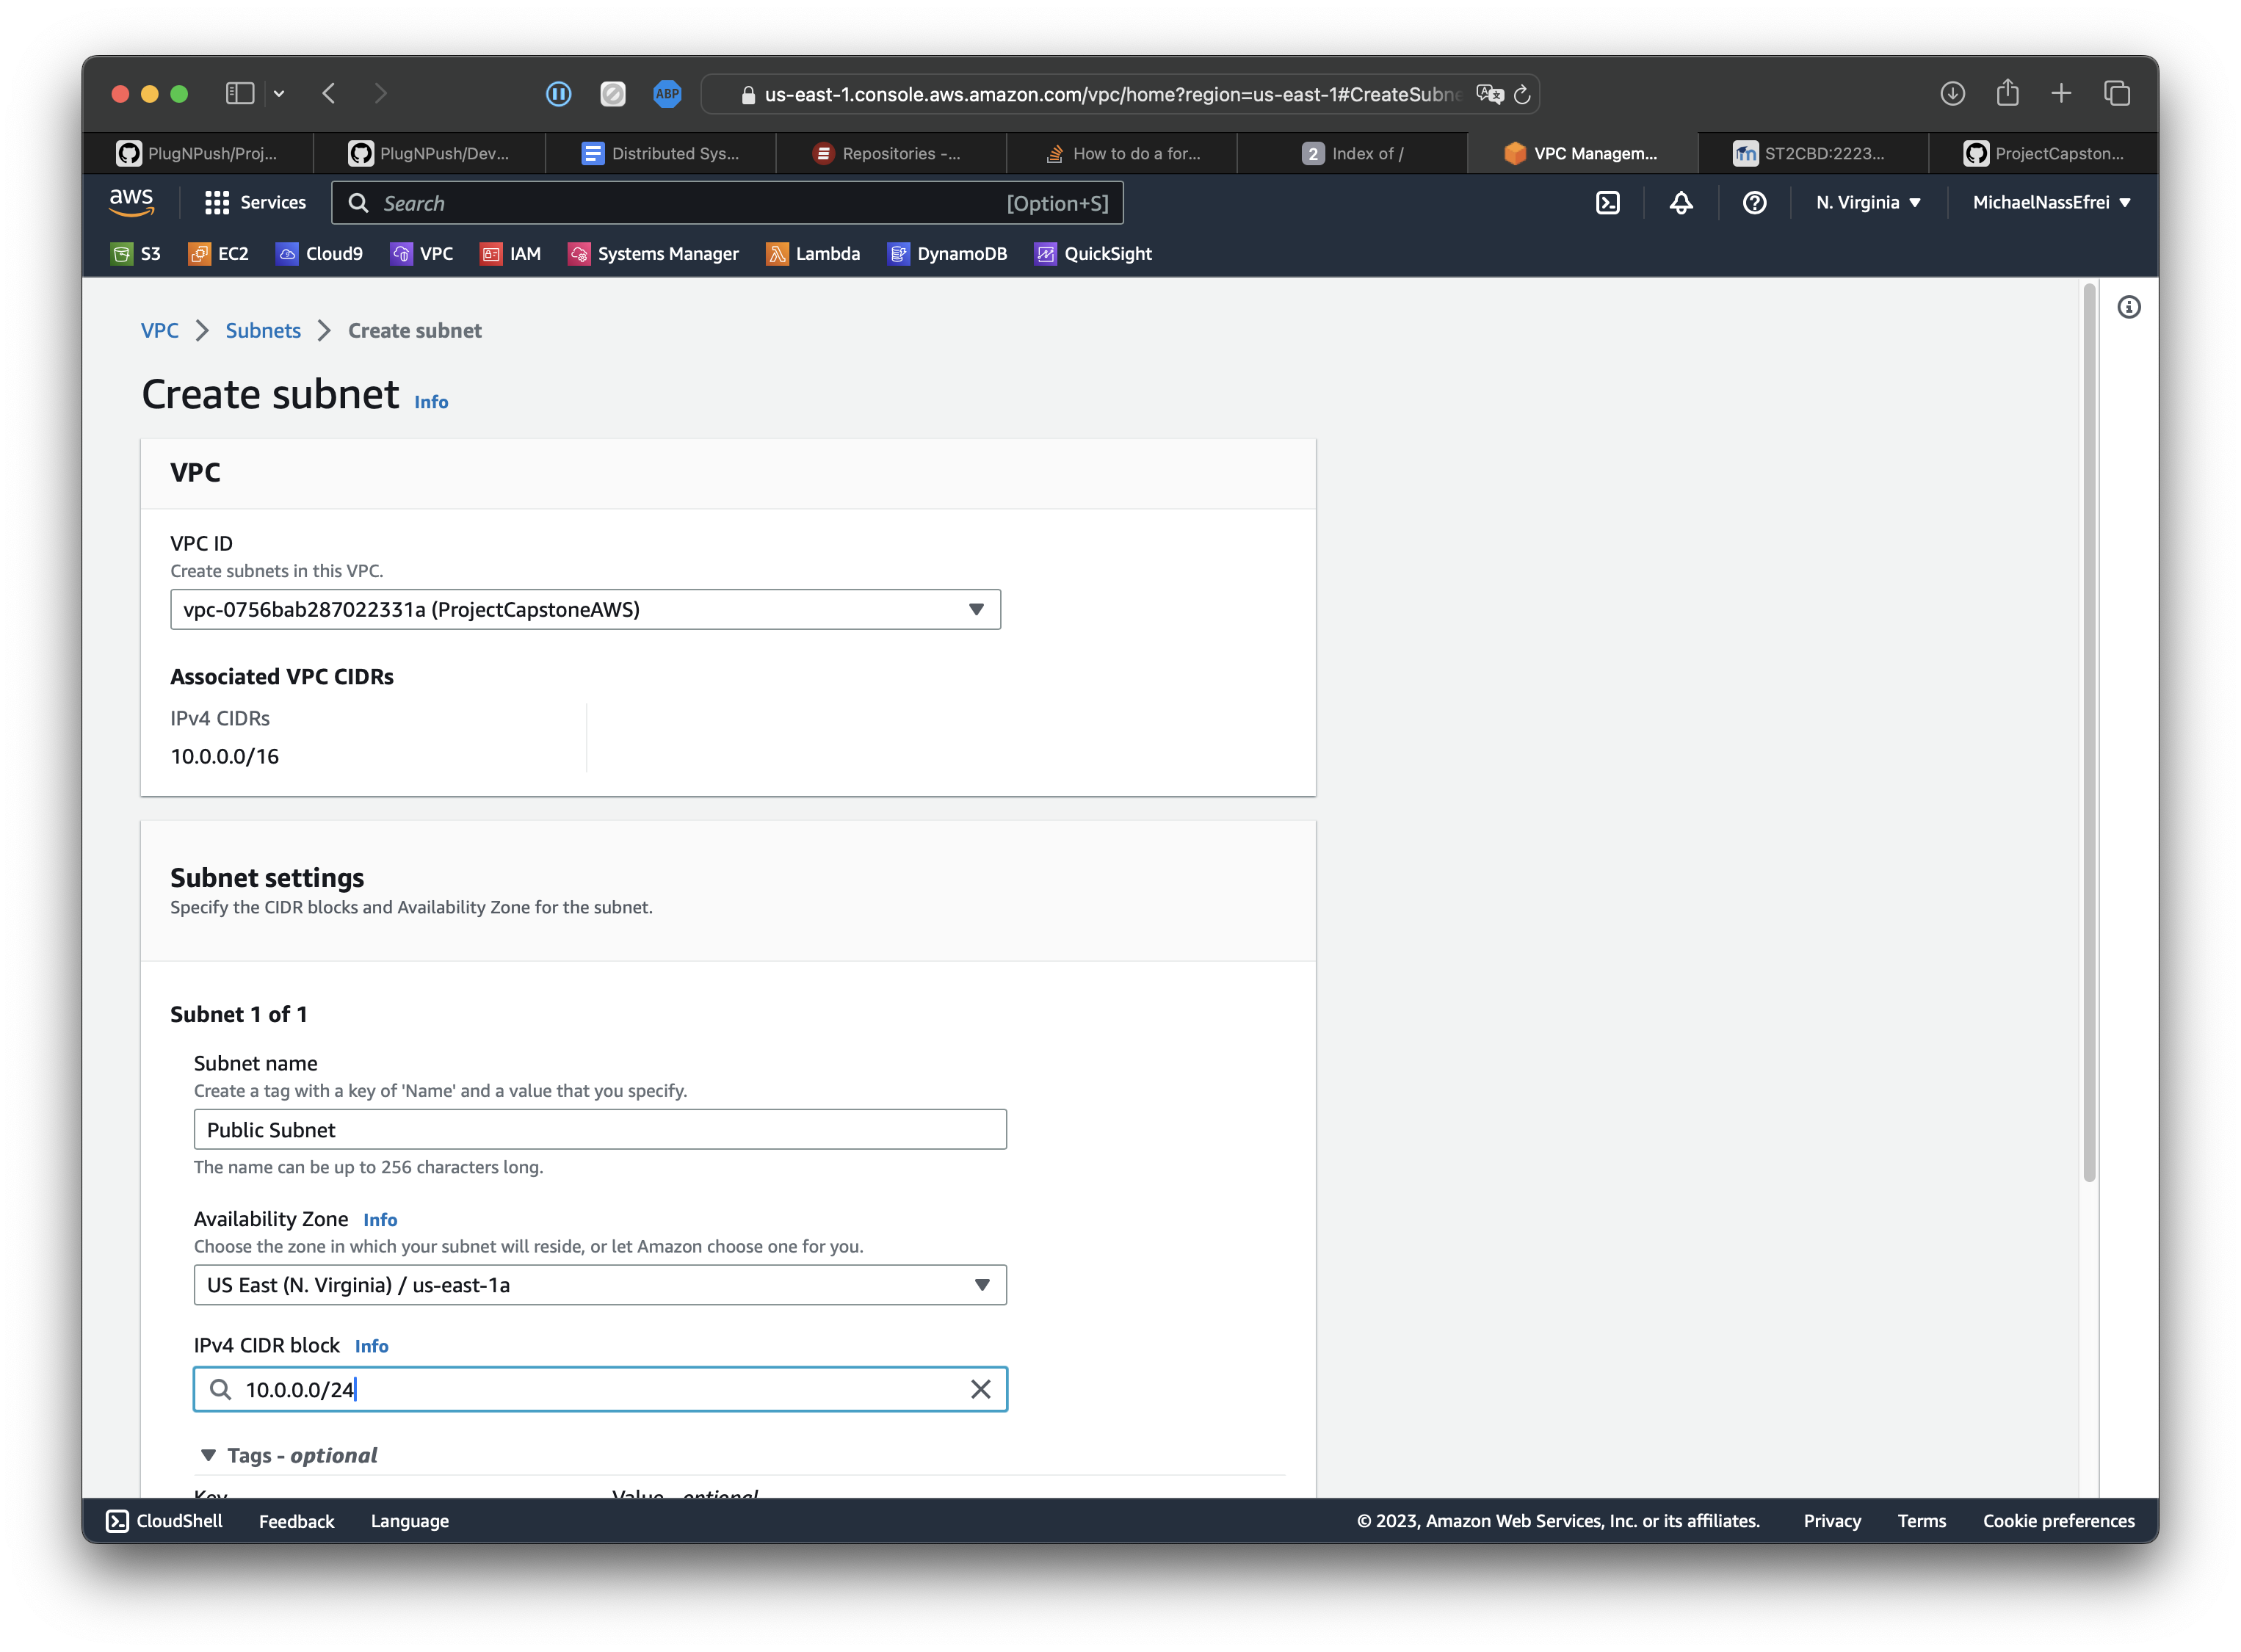 ABP
us-east-1.console.aws.amazon.com/vpc/home?region=us-east-1#CreateSubne
PlugNPush/Proj...
PlugNPush/Dev...
Distributed Sys...
Repositories -...
How to do a for...
2 Index of /
VPC Managem...
ST2CBD:2223...
ProjectCapston...
aws
Services
Search
[Option+S]
N. Virginia
MichaelNassEfrei
S3
EC2
Cloud9
VPC
IAM
Systems Manager
Lambda
DynamoDB
QuickSight
VPC
Subnets
Create subnet
Create subnet Info
VPC
VPC ID
Create subnets in this VPC.
vpc-0756bab287022331a (ProjectCapstoneAWS)
Associated VPC CIDRs
IPv4 CIDRs
10.0.0.0/16
Subnet settings
Specify the CIDR blocks and Availability Zone for the subnet.
Subnet 1 of 1
Subnet name
Create a tag with a key of 'Name' and a value that you specify.
Public Subnet
The name can be up to 256 characters long.
Availability Zone Info
Choose the zone in which your subnet will reside, or let Amazon choose one for you.
US East (N. Virginia) / us-east-1a
IPv4 CIDR block Info
10.0.0.0/24
Tags - optional
Key
Value - optional
CloudShell
Feedback
Language
© 2023, Amazon Web Services, Inc. or its affiliates.
Privacy
Terms
Cookie preferences